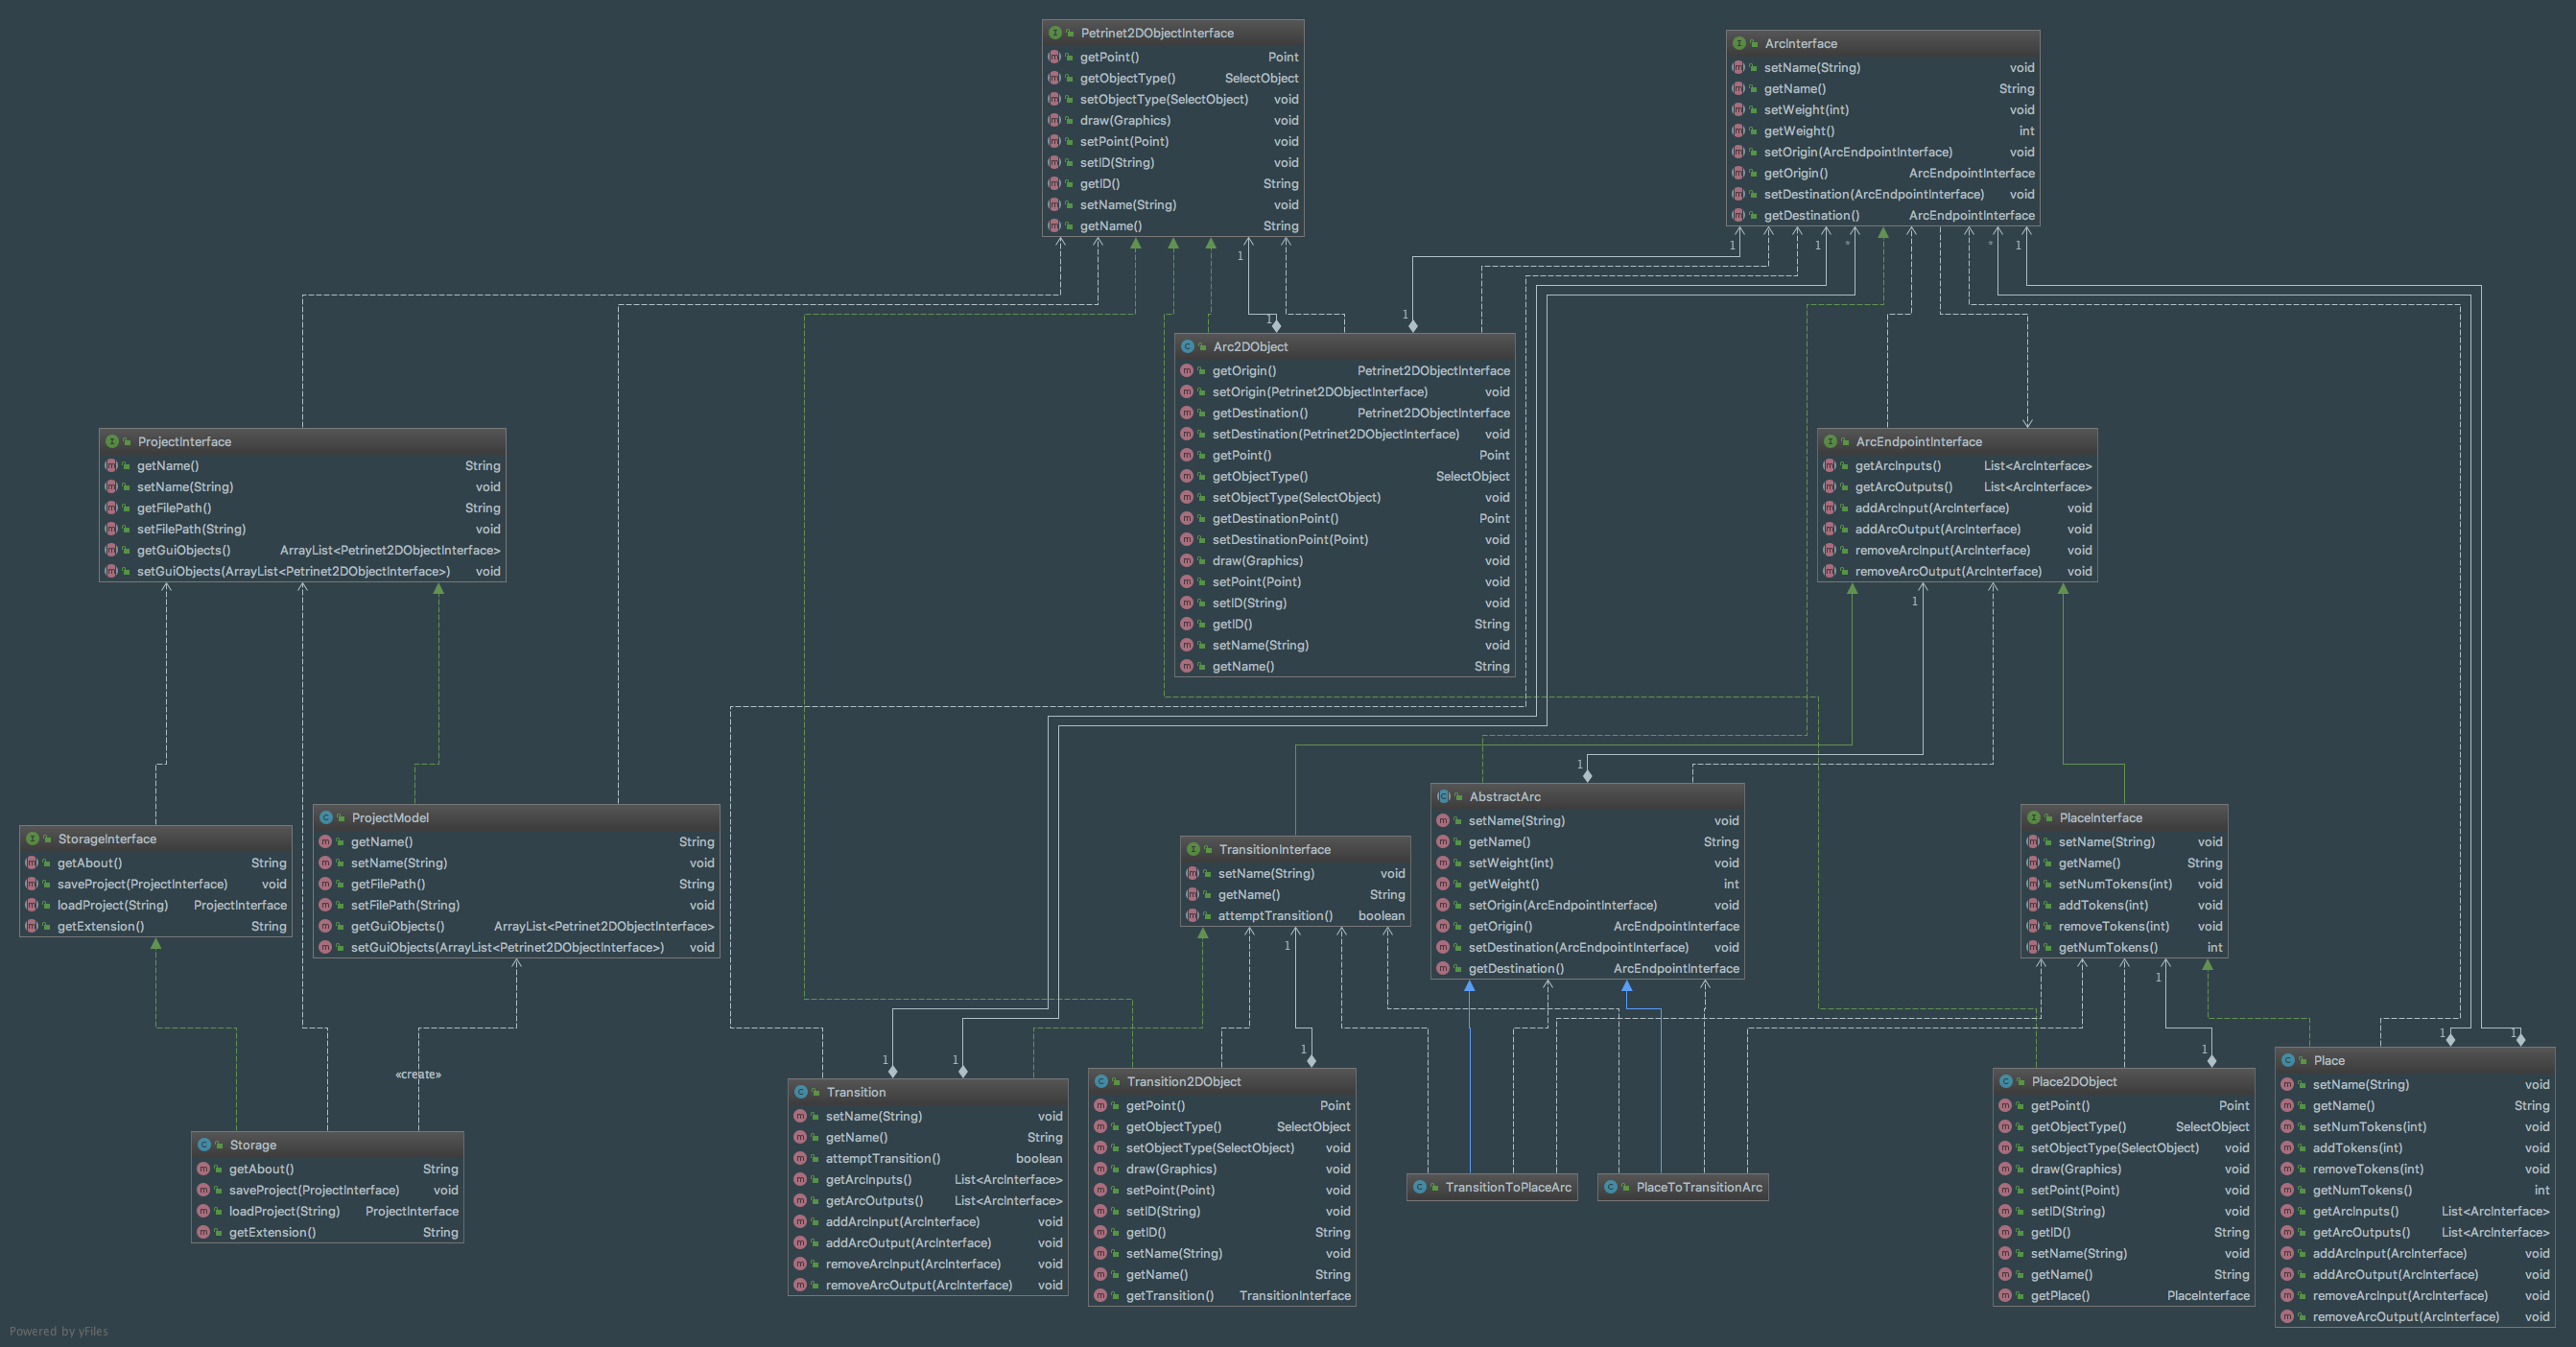 Petrinet2DObjectInterface
getPoint() Point
getObjectType() SelectObject
setObjectType(SelectObject) void
draw(Graphics) void
setPoint(Point) void
setID(String) void
getID() String
setName(String) void
getName() String
ArcInterface
setName(String) void
getName() String
setWeight(int) void
getWeight() int
setOrigin(ArcEndpointInterface) void
getOrigin() ArcEndpointInterface
setDestination(ArcEndpointInterface) void
getDestination() ArcEndpointInterface
1
1
1
*
*
1
1
1
Arc2DObject
getOrigin() Petrinet2DObjectInterface
setOrigin(Petrinet2DObjectInterface) void
getDestination() Petrinet2DObjectInterface
setDestination(Petrinet2DObjectInterface) void
getPoint() Point
getObjectType() SelectObject
setObjectType(SelectObject) void
getDestinationPoint() Point
setDestinationPoint(Point) void
draw(Graphics) void
setPoint(Point) void
setID(String) void
getID() String
setName(String) void
getName() String
ProjectInterface
getName() String
setName(String) void
getFilePath() String
setFilePath(String) void
getGuiObjects() ArrayList<Petrinet2DObjectInterface>
setGuiObjects(ArrayList<Petrinet2DObjectInterface>) void
ArcEndpointInterface
getArcInputs() List<ArcInterface>
getArcOutputs() List<ArcInterface>
addArcInput(ArcInterface) void
addArcOutput(ArcInterface) void
removeArcInput(ArcInterface) void
removeArcOutput(ArcInterface) void
1
1
StorageInterface
getAbout() String
saveProject(ProjectInterface) void
loadProject(String) ProjectInterface
getExtension() String
ProjectModel
getName() String
setName(String) void
getFilePath() String
setFilePath(String) void
getGuiObjects() ArrayList<Petrinet2DObjectInterface>
setGuiObjects(ArrayList<Petrinet2DObjectInterface>) void
TransitionInterface
setName(String) void
getName() String
attemptTransition() boolean
AbstractArc
setName(String) void
getName() String
setWeight(int) void
getWeight() int
setOrigin(ArcEndpointInterface) void
getOrigin() ArcEndpointInterface
setDestination(ArcEndpointInterface) void
getDestination() ArcEndpointInterface
PlaceInterface
setName(String) void
getName() String
setNumTokens(int) void
addTokens(int) void
removeTokens(int) void
getNumTokens() int
1
1
1
1
1
1
1
1
«create»
Storage
getAbout() String
saveProject(ProjectInterface) void
loadProject(String) ProjectInterface
getExtension() String
Transition
setName(String) void
getName() String
attemptTransition() boolean
getArcInputs() List<ArcInterface>
getArcOutputs() List<ArcInterface>
addArcInput(ArcInterface) void
addArcOutput(ArcInterface) void
removeArcInput(ArcInterface) void
removeArcOutput(ArcInterface) void
Transition2DObject
getPoint() Point
getObjectType() SelectObject
setObjectType(SelectObject) void
draw(Graphics) void
setPoint(Point) void
setID(String) void
getID() String
setName(String) void
getName() String
getTransition() TransitionInterface
TransitionToPlaceArc
PlaceToTransitionArc
Place2DObject
getPoint() Point
getObjectType() SelectObject
setObjectType(SelectObject) void
draw(Graphics) void
setPoint(Point) void
setID(String) void
getID() String
setName(String) void
getName() String
getPlace() PlaceInterface
Place
setName(String) void
getName() String
setNumTokens(int) void
addTokens(int) void
removeTokens(int) void
getNumTokens() int
getArcInputs() List<ArcInterface>
getArcOutputs() List<ArcInterface>
addArcInput(ArcInterface) void
addArcOutput(ArcInterface) void
removeArcInput(ArcInterface) void
removeArcOutput(ArcInterface) void
Powered by yFiles